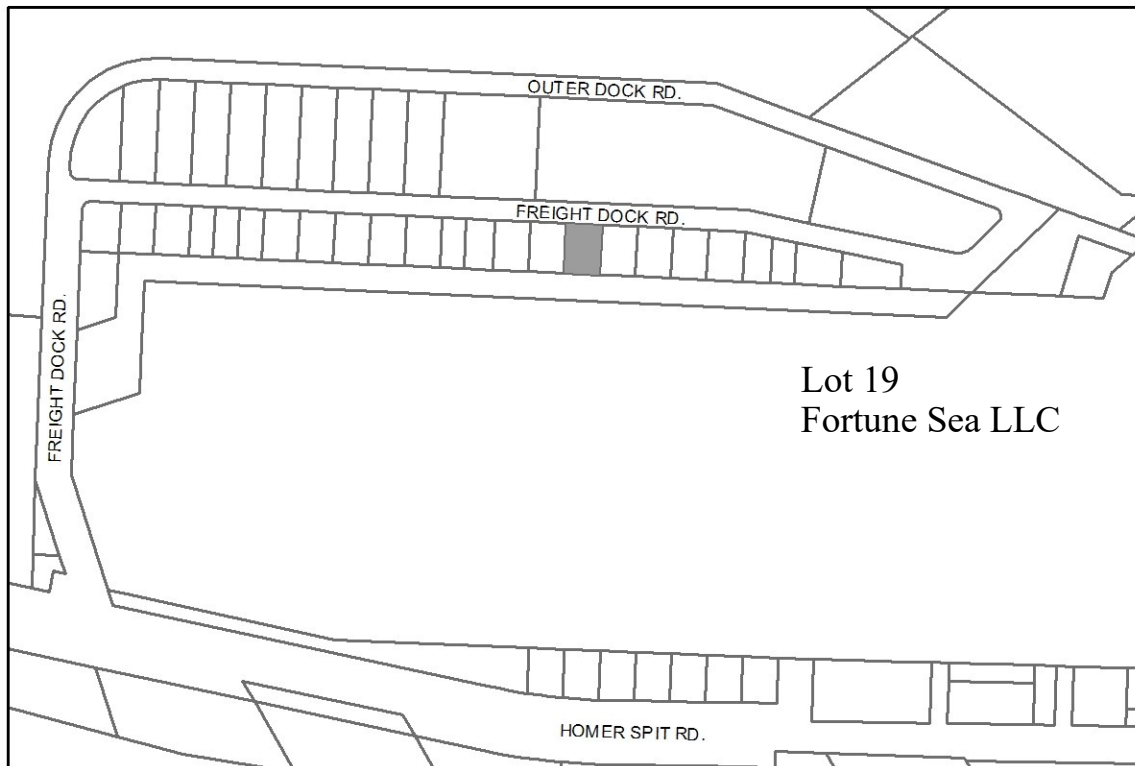 OUTER DOCK RD.
FREIGHT DOCK RD.
FREIGHT DOCK RD.
Lot 19
Fortune Sea LLC
HOMER SPIT RD.